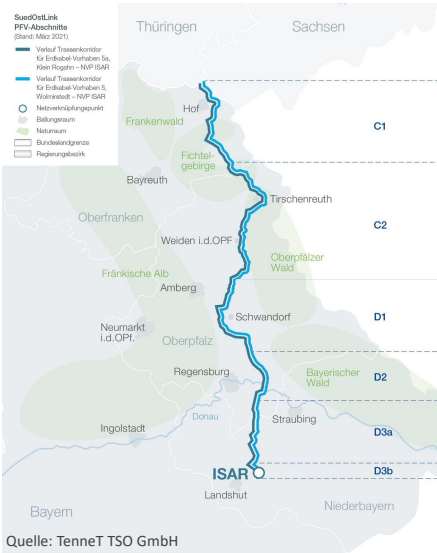 SuedOstLink
PFV-Abschnitte
(Stand: März 2021)
Verlauf Trassenkorridor
für Erdkabel-Vorhaben 5a,
Klein Rogahn – NVP ISAR
Verlauf Trassenkorridor
für Erdkabel-Vorhaben 5,
Wolmirstedt – NVP ISAR
Netzverknüpfungspunkt
Ballungsraum
Naturraum
Bundeslandgrenze
Regierungsbezirk
Thüringen
Sachsen
Hof
Frankenwald
C1
Fichtel-
gebirge
Bayreuth
Tirschenreuth
Oberfranken
C2
Weiden i.d.OPF
Oberpfälzer
Wald
Fränkische Alb
Amberg
Schwandorf
D1
Neumarkt
i.d.OPf.
Oberpfalz
Regensburg
Bayerischer
Wald
D2
Donau
Straubing
Ingolstadt
D3a
ISAR
D3b
Landshut
Niederbayern
Bayern
Quelle: TenneT TSO GmbH